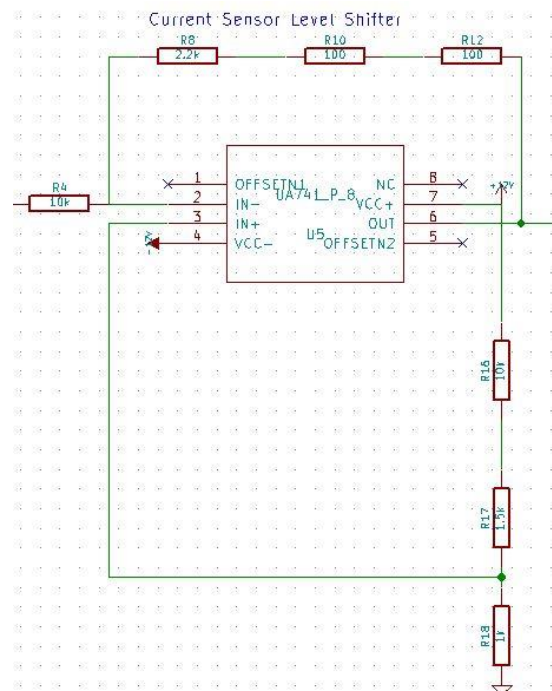 Current Sensor Level Shifter
R8
2.2k
R10
100
R12
100
R4
10k
1
OFFSETN1
2
IN-
3
IN+
4
VCC-
UA741_P_8
U5
NC
8
VCC+
7
OUT
6
OFFSETN2
5
+12V
-12V
R16
10k
R17
1.5k
R18
1k